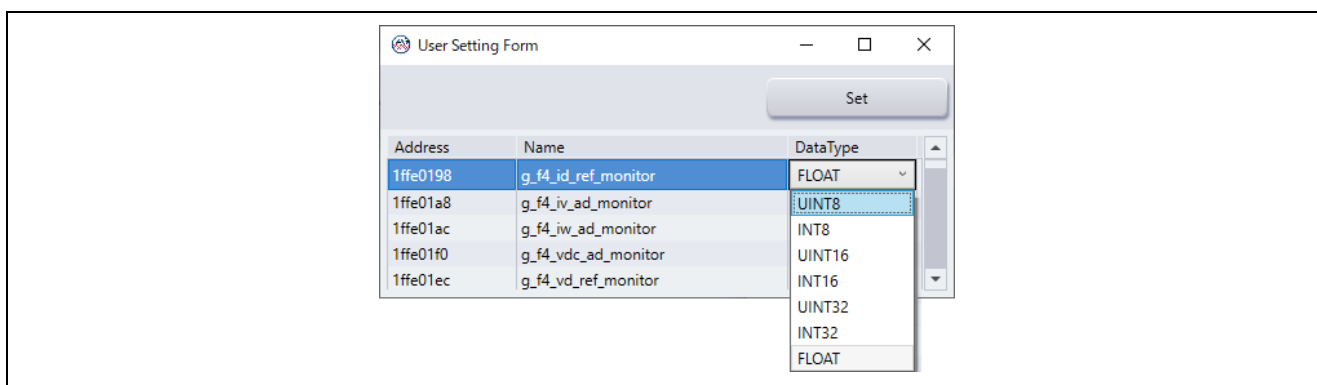 User Setting Form
Set
Address Name DataType
1ffe0198 g_f4_id_ref_monitor FLOAT
1ffe01a8 g_f4_iv_ad_monitor UINT8
1ffe01ac g_f4_iw_ad_monitor INT8
1ffe01f0 g_f4_vdc_ad_monitor UINT16
1ffe01ec g_f4_vd_ref_monitor INT16
UINT32
INT32
FLOAT